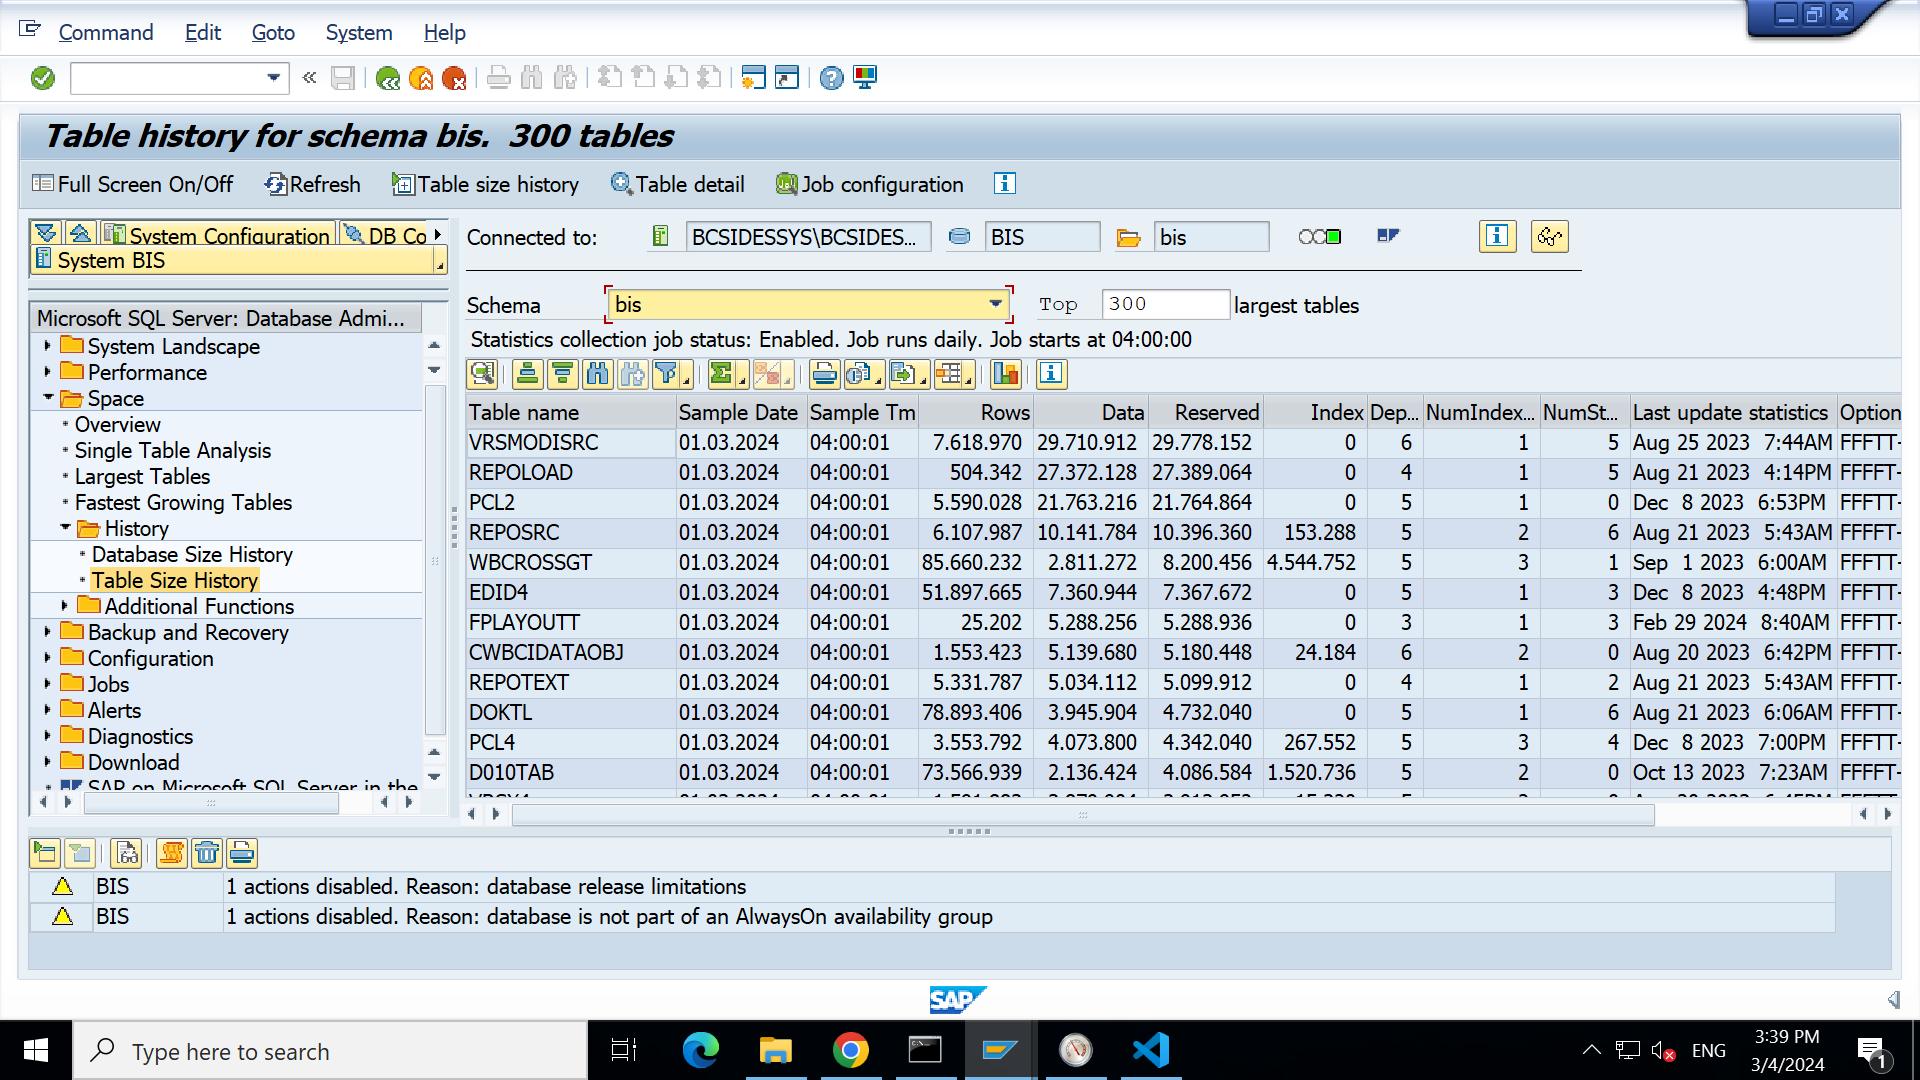 Command Edit Goto System Help
Table history for schema bis. 300 tables
Full Screen On/Off Refresh Table size history Table detail Job configuration
System Configuration DB Co
System BIS
Connected to: BCSIDESSYS\BCSIDES... BIS bis
Schema bis Top 300 largest tables
Statistics collection job status: Enabled. Job runs daily. Job starts at 04:00:00
Microsoft SQL Server: Database Admi...
System Landscape
Performance
Space
Overview
Single Table Analysis
Largest Tables
Fastest Growing Tables
History
Database Size History
Table Size History
Additional Functions
Backup and Recovery
Configuration
Jobs
Alerts
Diagnostics
Download
SAP on Microsoft SQL Server in the
Table name Sample Date Sample Tm Rows Data Reserved Index Dep... NumIndex... NumSt... Last update statistics Option
VRSMODISRC 01.03.2024 04:00:01 7.618.970 29.710.912 29.778.152 0 6 1 5 Aug 25 2023 7:44AM FFFTT-
REPOLOAD 01.03.2024 04:00:01 504.342 27.372.128 27.389.064 0 4 1 5 Aug 21 2023 4:14PM FFFFT-
PCL2 01.03.2024 04:00:01 5.590.028 21.763.216 21.764.864 0 5 1 0 Dec 8 2023 6:53PM FFFTT-
REPOSRC 01.03.2024 04:00:01 6.107.987 10.141.784 10.396.360 153.288 5 2 6 Aug 21 2023 5:43AM FFFFT-
WBCROSSGT 01.03.2024 04:00:01 85.660.232 2.811.272 8.200.456 4.544.752 5 3 1 Sep 1 2023 6:00AM FFFTT-
EDID4 01.03.2024 04:00:01 51.897.665 7.360.944 7.367.672 0 5 1 3 Dec 8 2023 4:48PM FFFTT-
FPLAYOUTT 01.03.2024 04:00:01 25.202 5.288.256 5.288.936 0 3 1 3 Feb 29 2024 8:40AM FFFTT-
CWBCIDATAOBJ 01.03.2024 04:00:01 1.553.423 5.139.680 5.180.448 24.184 6 2 0 Aug 20 2023 6:42PM FFFTT-
REPOTEXT 01.03.2024 04:00:01 5.331.787 5.034.112 5.099.912 0 4 1 2 Aug 21 2023 5:43AM FFFTT-
DOKTL 01.03.2024 04:00:01 78.893.406 3.945.904 4.732.040 0 5 1 6 Aug 21 2023 6:06AM FFFTT-
PCL4 01.03.2024 04:00:01 3.553.792 4.073.800 4.342.040 267.552 5 3 4 Dec 8 2023 7:00PM FFFTT-
D010TAB 01.03.2024 04:00:01 73.566.939 2.136.424 4.086.584 1.520.736 5 2 0 Oct 13 2023 7:23AM FFFFT-
BIS 1 actions disabled. Reason: database release limitations
BIS 1 actions disabled. Reason: database is not part of an AlwaysOn availability group
SAP
Type here to search
ENG
3:39 PM
3/4/2024
1